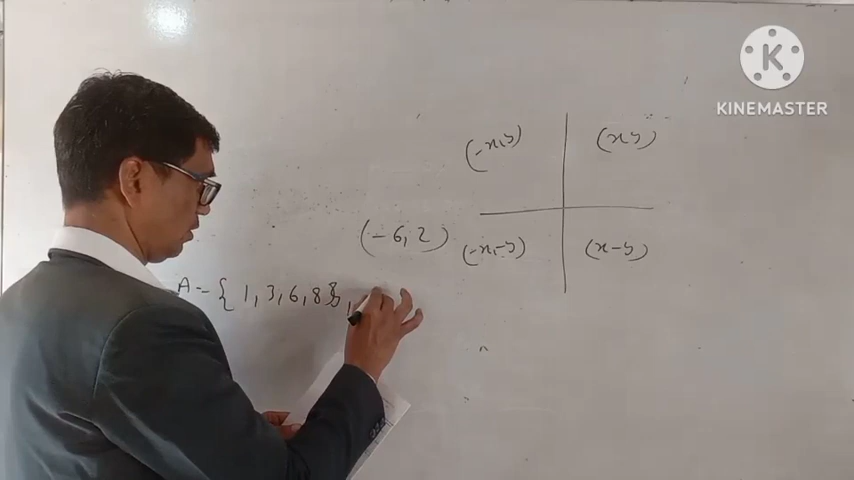 K
KINEMASTER
(-x,y)
(x y)
(-6,2)
(-x,-y)
(x-y)
A-{1,3,6,8},